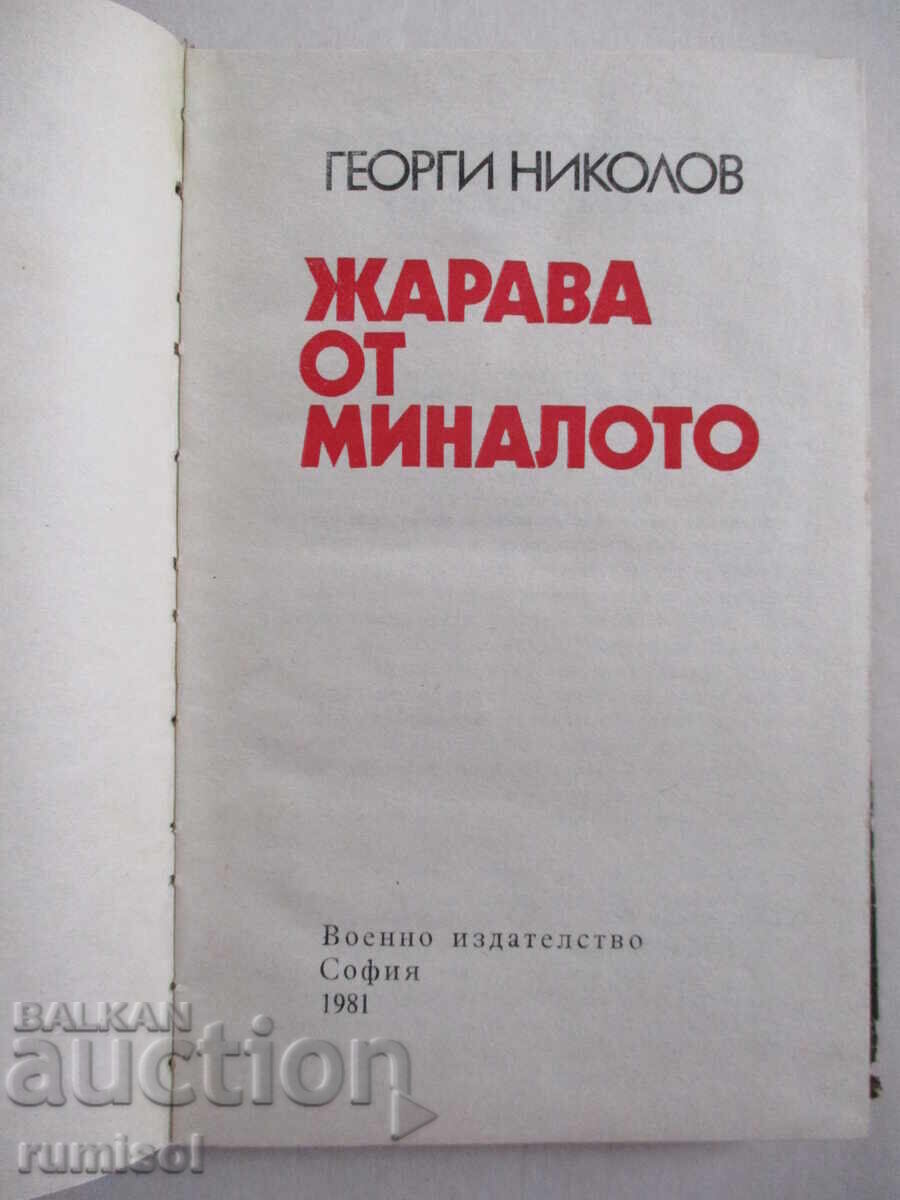 ГЕОРГИ НИКОЛОВ
ЖАРАВА
ОТ
МИНАЛОТО
Военно издателство
София
1981
BALKAN
auction
rumisol